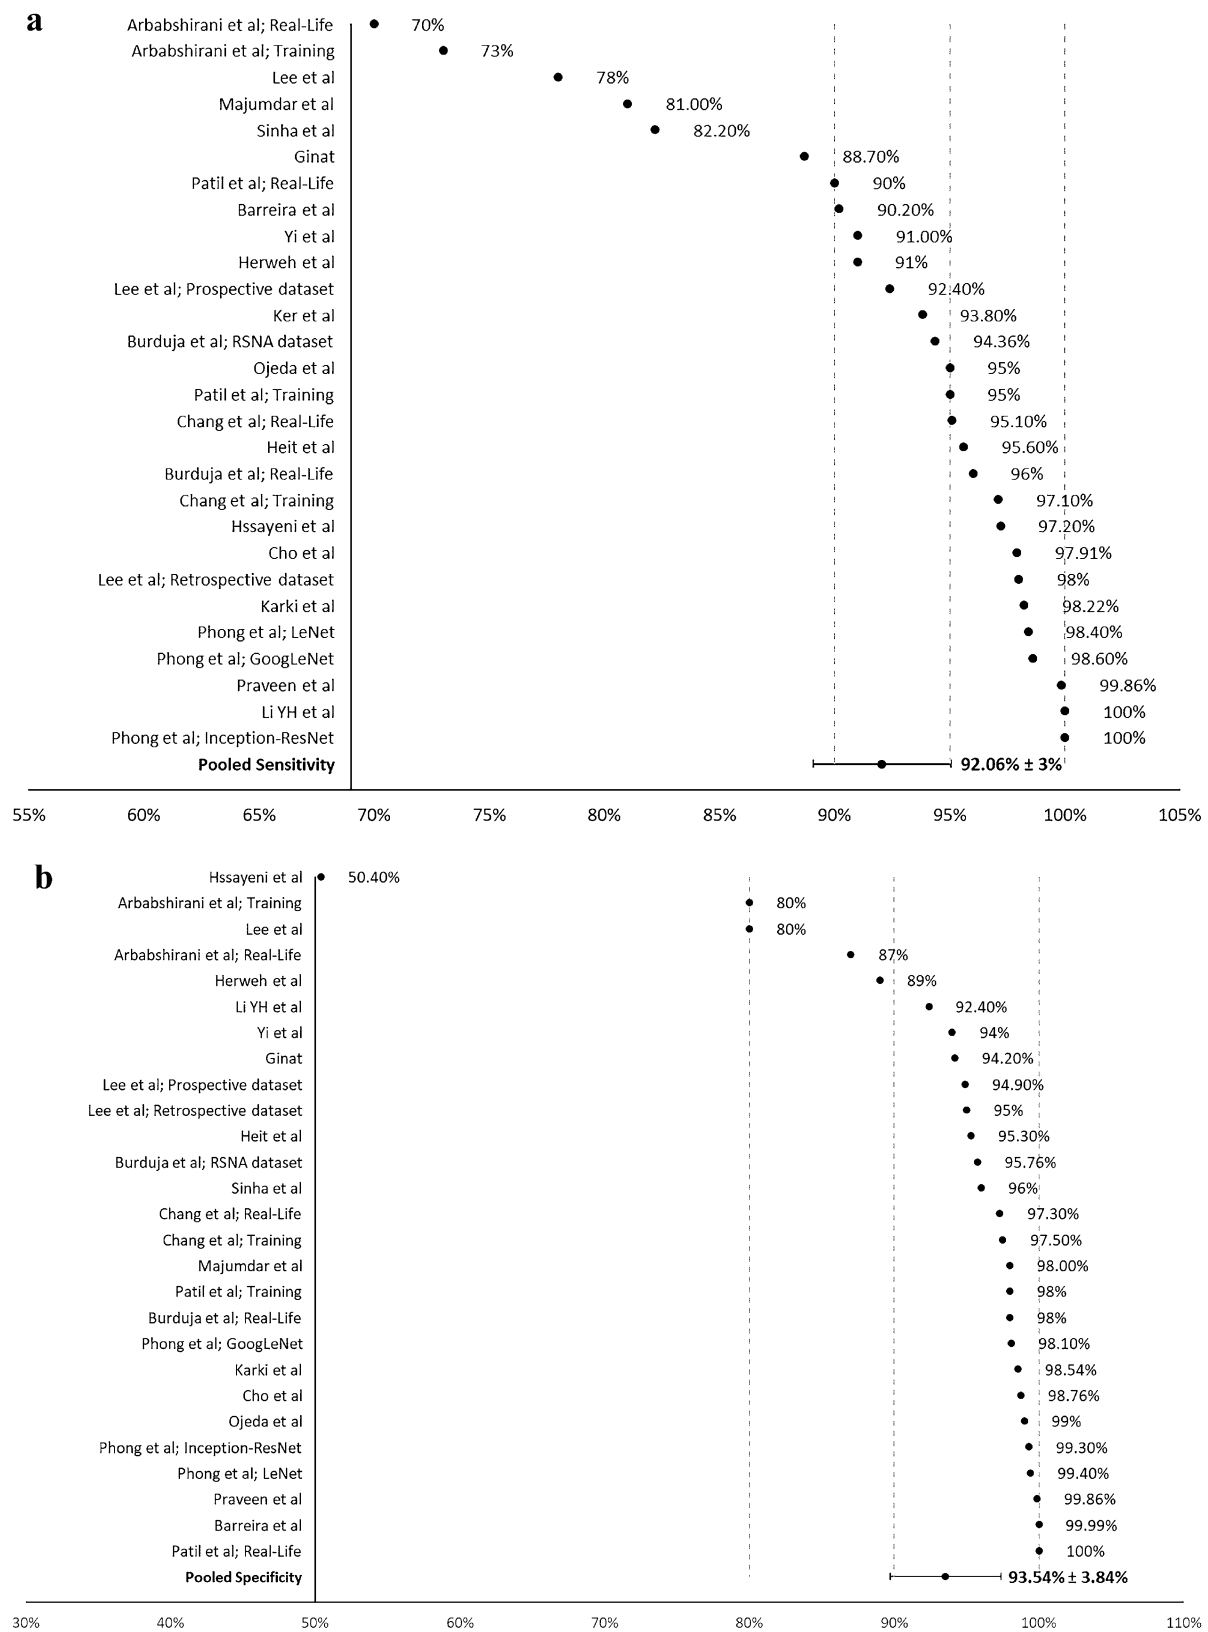 a
Arbabshirani et al; Real-Life 70%
Arbabshirani et al; Training 73%
Lee et al 78%
Majumdar et al 81.00%
Sinha et al 82.20%
Ginat 88.70%
Patil et al; Real-Life 90%
Barreira et al 90.20%
Yi et al 91.00%
Herweh et al 91%
Lee et al; Prospective dataset 92.40%
Ker et al 93.80%
Burduja et al; RSNA dataset 94.36%
Ojeda et al 95%
Patil et al; Training 95%
Chang et al; Real-Life 95.10%
Heit et al 95.60%
Burduja et al; Real-Life 96%
Chang et al; Training 97.10%
Hssayeni et al 97.20%
Cho et al 97.91%
Lee et al; Retrospective dataset 98%
Karki et al 98.22%
Phong et al; LeNet 98.40%
Phong et al; GoogLeNet 98.60%
Praveen et al 99.86%
Li YH et al 100%
Phong et al; Inception-ResNet 100%
Pooled Sensitivity 92.06% ± 3%
55% 60% 65% 70% 75% 80% 85% 90% 95% 100% 105%
b
Hssayeni et al 50.40%
Arbabshirani et al; Training 80%
Lee et al 80%
Arbabshirani et al; Real-Life 87%
Herweh et al 89%
Li YH et al 92.40%
Yi et al 94%
Ginat 94.20%
Lee et al; Prospective dataset 94.90%
Lee et al; Retrospective dataset 95%
Heit et al 95.30%
Burduja et al; RSNA dataset 95.76%
Sinha et al 96%
Chang et al; Real-Life 97.30%
Chang et al; Training 97.50%
Majumdar et al 98.00%
Patil et al; Training 98%
Burduja et al; Real-Life 98%
Phong et al; GoogLeNet 98.10%
Karki et al 98.54%
Cho et al 98.76%
Ojeda et al 99%
Phong et al; Inception-ResNet 99.30%
Phong et al; LeNet 99.40%
Praveen et al 99.86%
Barreira et al 99.99%
Patil et al; Real-Life 100%
Pooled Specificity 93.54% ± 3.84%
30% 40% 50% 60% 70% 80% 90% 100% 110%